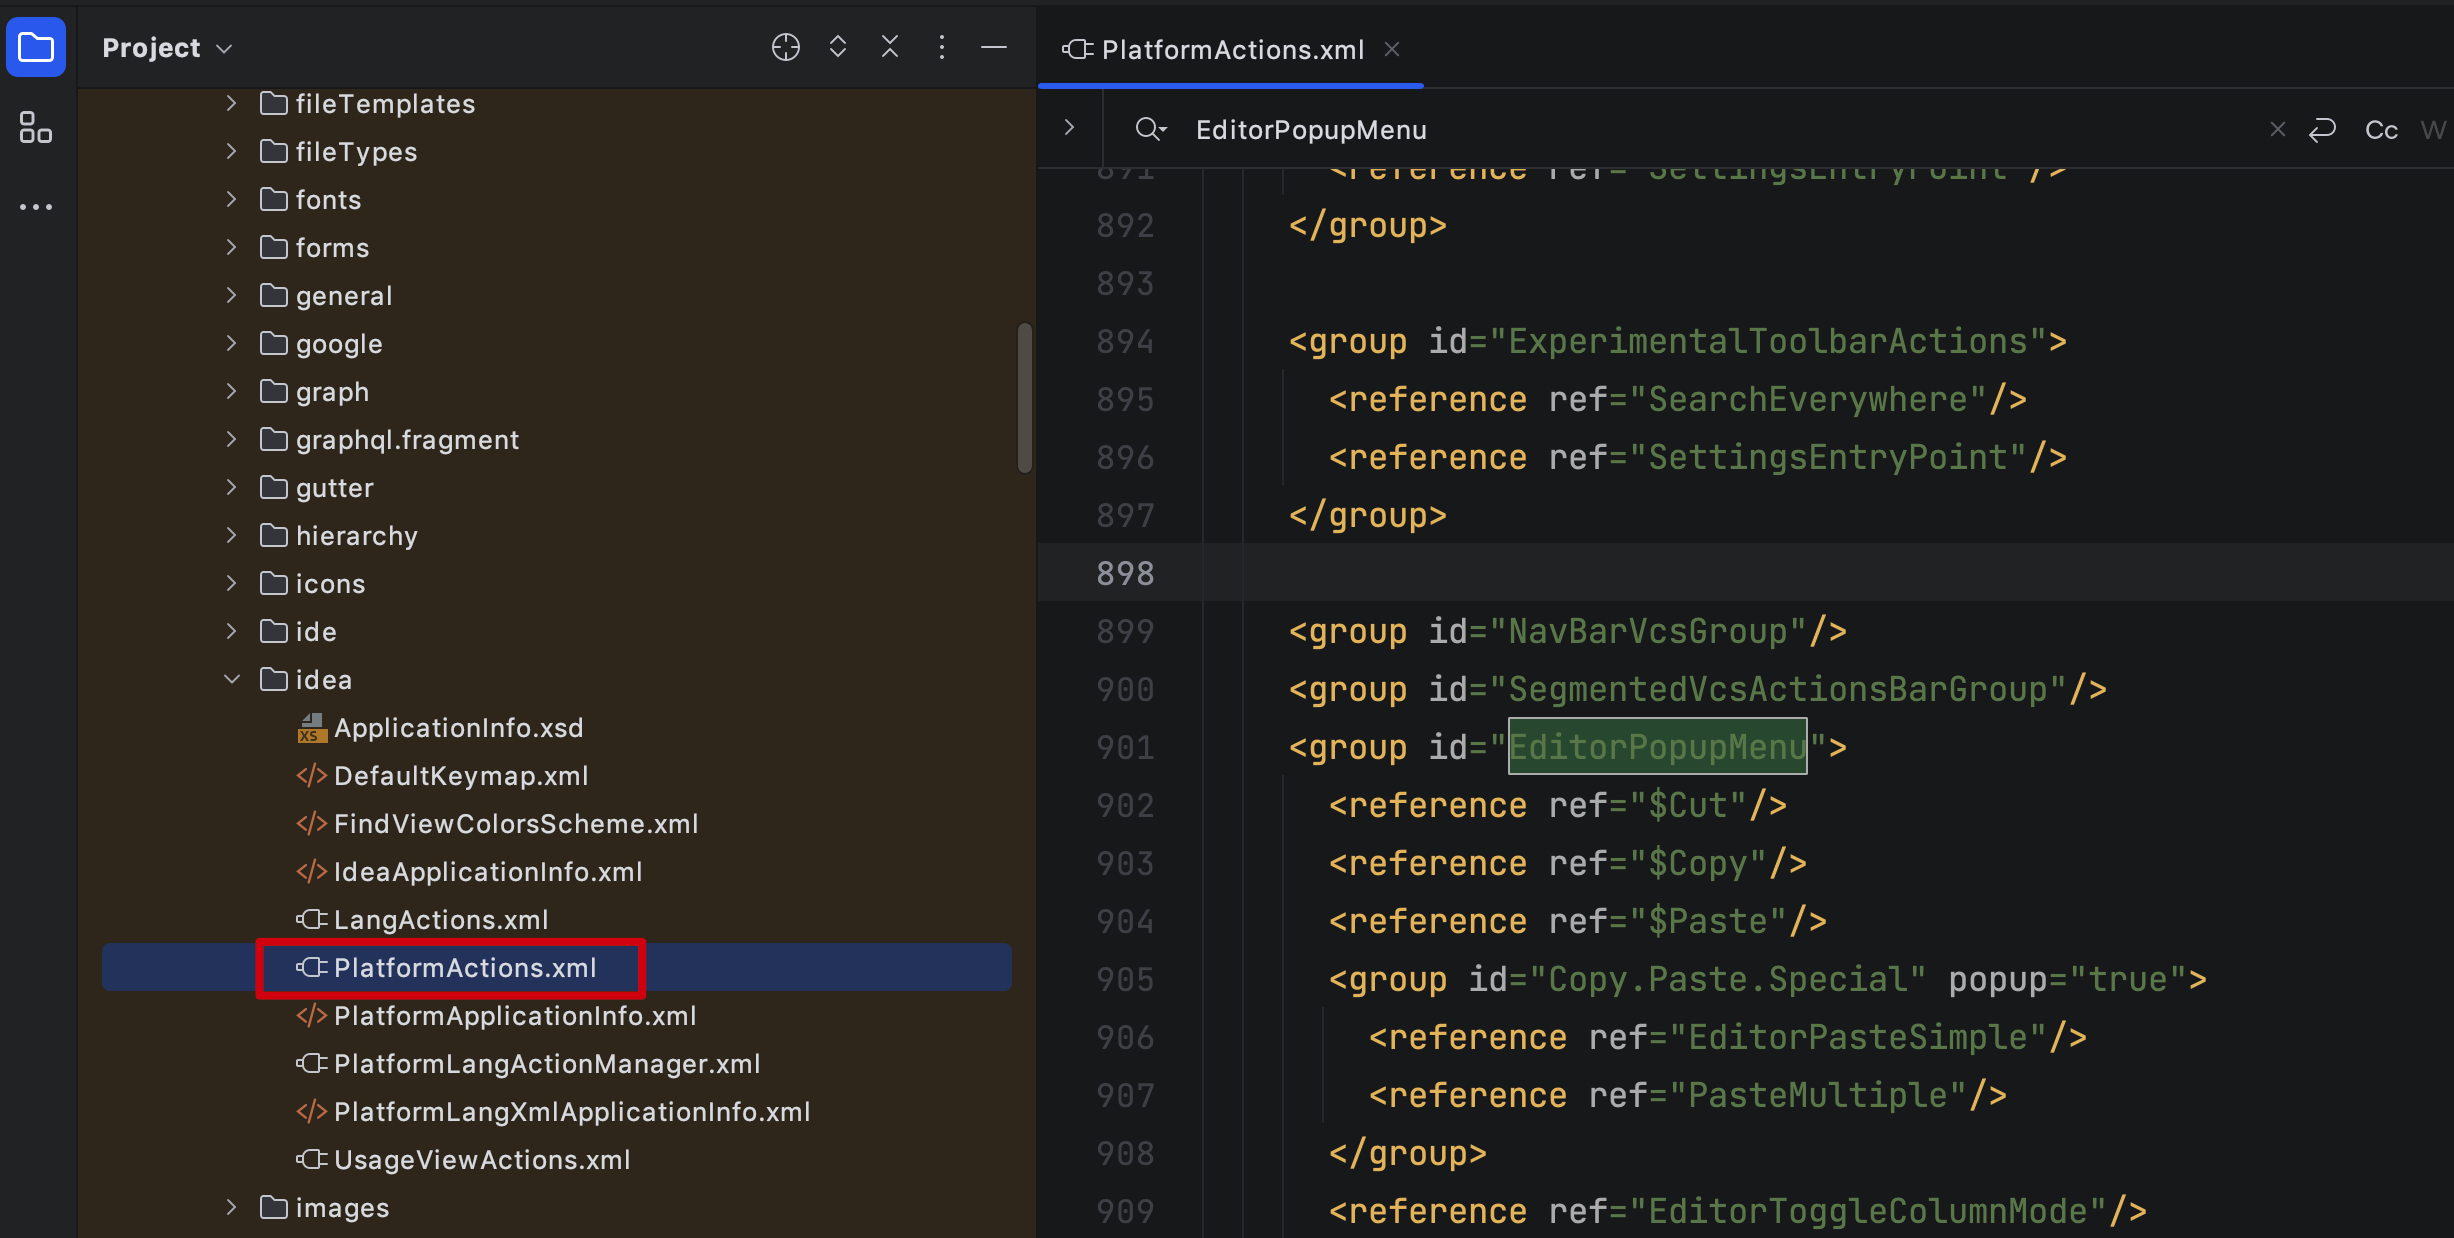 Project
fileTemplates
fileTypes
fonts
forms
general
google
graph
graphql.fragment
gutter
hierarchy
icons
ide
idea
XS
ApplicationInfo.xsd
DefaultKeymap.xml
FindViewColorsScheme.xml
IdeaApplicationInfo.xml
LangActions.xml
PlatformActions.xml
PlatformApplicationInfo.xml
PlatformLangActionManager.xml
PlatformLangXmlApplicationInfo.xml
UsageViewActions.xml
images
PlatformActions.xml
EditorPopupMenu
Cc W
891 <reference ref="SettingsEntryPoint"/>
892 </group>
893
894 <group id="ExperimentalToolbarActions">
895 <reference ref="SearchEverywhere"/>
896 <reference ref="SettingsEntryPoint"/>
897 </group>
898
899 <group id="NavBarVcsGroup"/>
900 <group id="SegmentedVcsActionsBarGroup"/>
901 <group id="EditorPopupMenu">
902 <reference ref="$Cut"/>
903 <reference ref="$Copy"/>
904 <reference ref="$Paste"/>
905 <group id="Copy.Paste.Special" popup="true">
906 <reference ref="EditorPasteSimple"/>
907 <reference ref="PasteMultiple"/>
908 </group>
909 <reference ref="EditorToggleColumnMode"/>